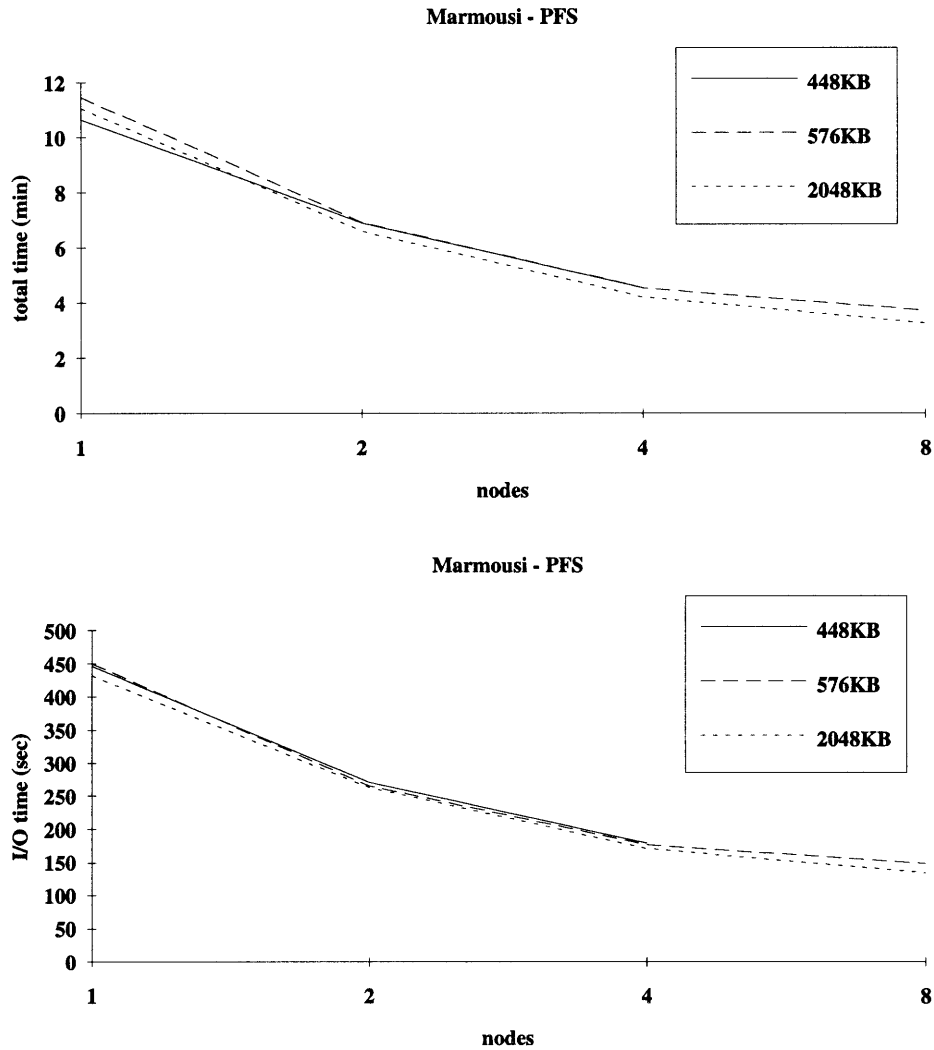 Marmousi - PFS
448KB
576KB
2048KB
total time (min)
12
10
8
6
4
2
0
1 2 4 8
nodes
Marmousi - PFS
448KB
576KB
2048KB
I/O time (sec)
500
450
400
350
300
250
200
150
100
50
0
1 2 4 8
nodes